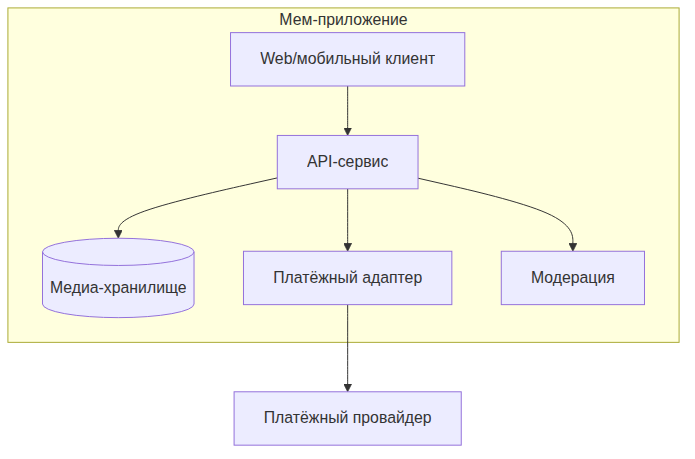 Мем-приложение
Web/мобильный клиент
API-сервис
Медиа-хранилище
Платёжный адаптер
Модерация
Платёжный провайдер